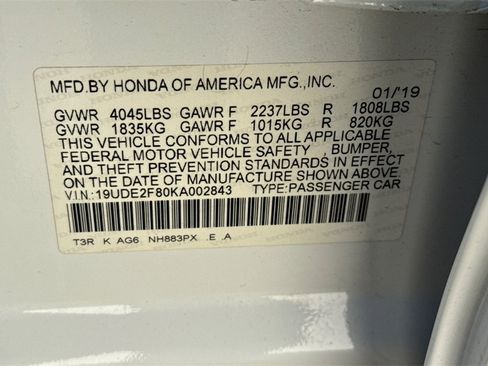 MFD.BY HONDA OF AMERICA MFG.,INC.
01/'19
GVWR 4045LBS GAWR F 2237LBS R 1808LBS
GVWR 1835KG GAWR F 1015KG R 820KG
THIS VEHICLE CONFORMS TO ALL APPLICABLE
FEDERAL MOTOR VEHICLE SAFETY , BUMPER,
AND THEFT PREVENTION STANDARDS IN EFFECT
ON THE DATE OF MANUFACTURE SHOWN ABOVE.
V.I.N.:19UDE2F80KA002843 TYPE:PASSENGER CAR
T3R K AG6 NH883PX .E .A